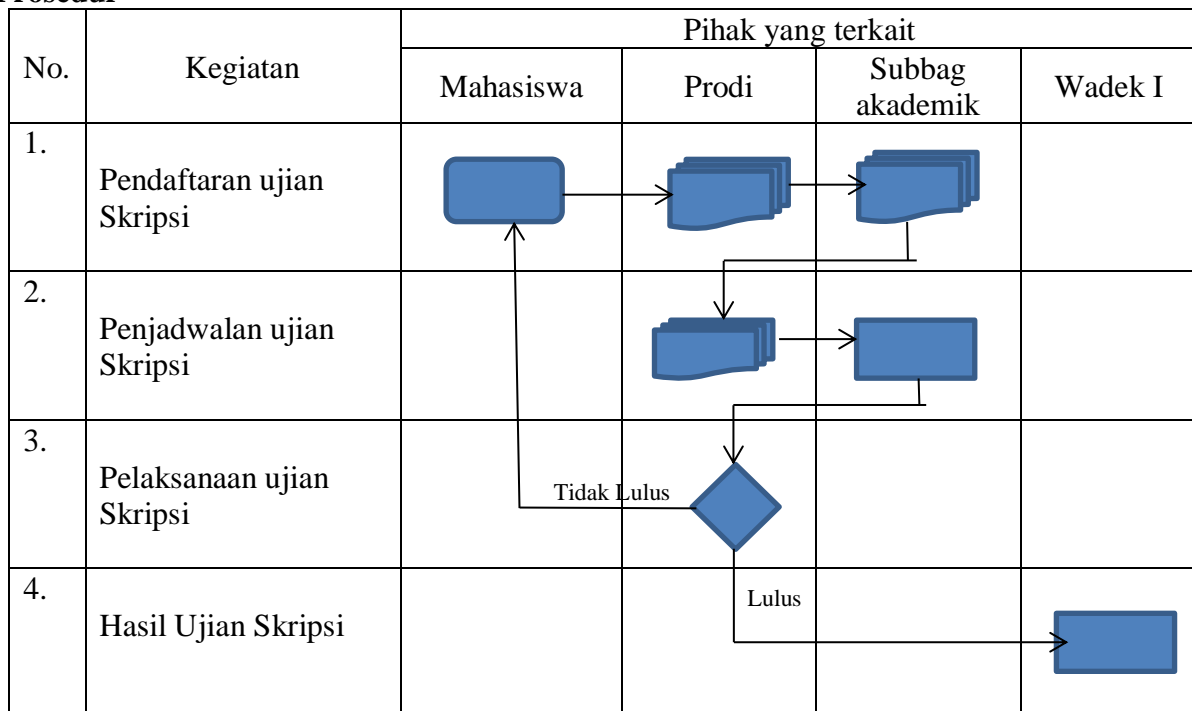 Prosedur
No.
Kegiatan
Pihak yang terkait
Mahasiswa
Prodi
Subbag
akademik
Wadek I
1.
Pendaftaran ujian
Skripsi
2.
Penjadwalan ujian
Skripsi
3.
Pelaksanaan ujian
Skripsi
Tidak Lulus
4.
Hasil Ujian Skripsi
Lulus